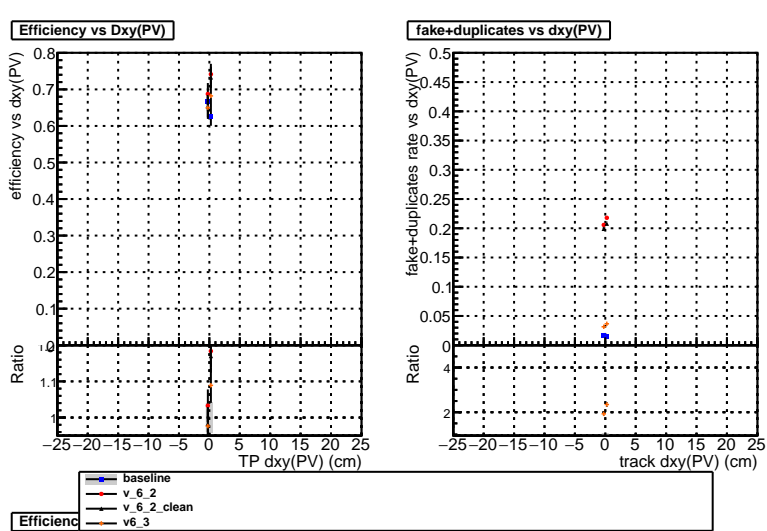 Efficiency vs Dxy(PV)
efficiency vs dxy(PV)
0.8
0.7
0.6
0.5
0.4
0.3
0.2
0.1
0
Ratio
1.1
1
−25 −20 −15 −10 −5 0 5 10 15 20 25
TP dxy(PV) (cm)
fake+duplicates vs dxy(PV)
fake+duplicates rate vs dxy(PV)
0.5
0.45
0.4
0.35
0.3
0.25
0.2
0.15
0.1
0.05
0
Ratio
4
2
−25 −20 −15 −10 −5 0 5 10 15 20 25
track dxy(PV) (cm)
baseline
v_6_2
v_6_2_clean
v6_3
Efficienc